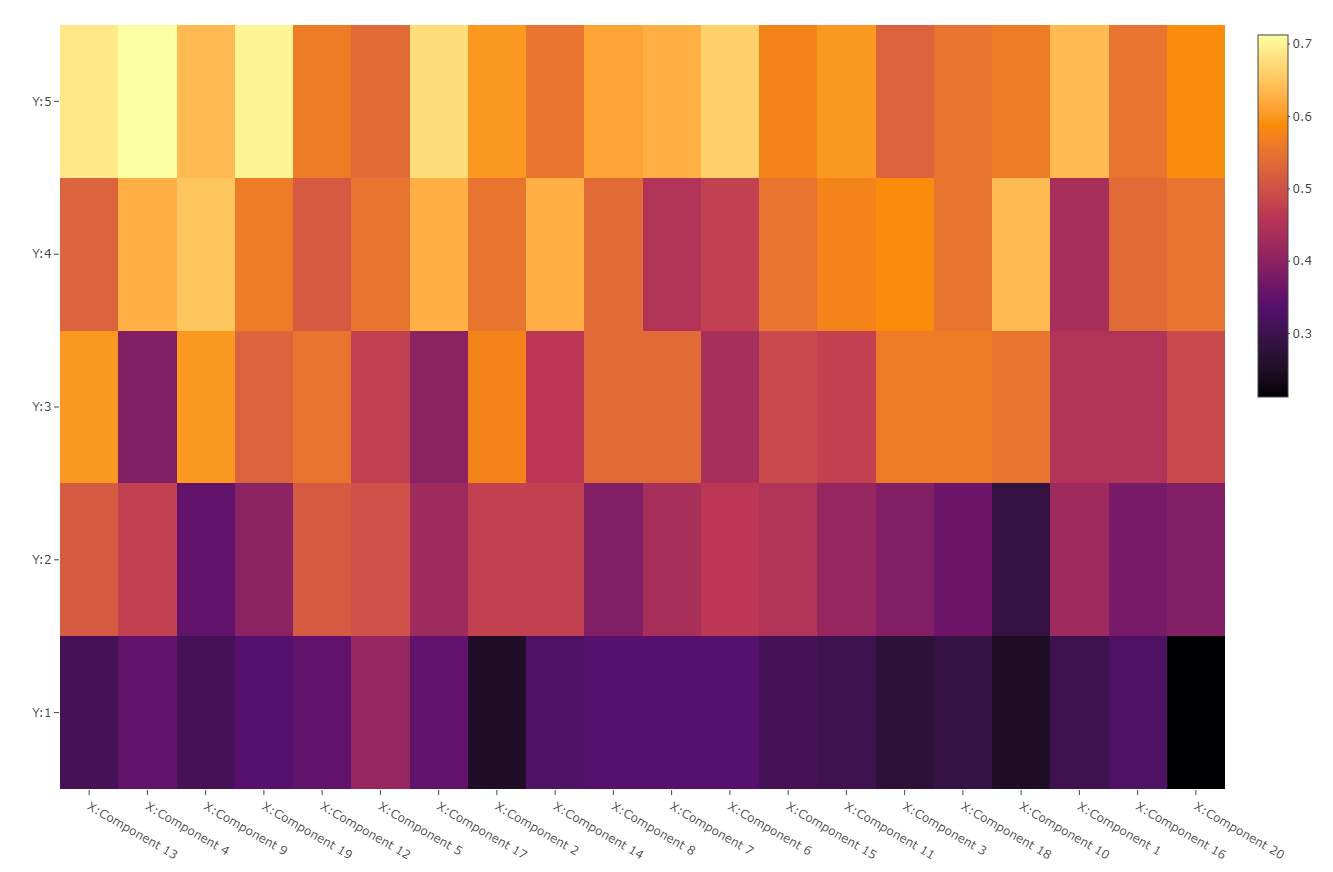 Y:5
Y:4
Y:3
Y:2
Y:1
X:Component 13
X:Component 4
X:Component 9
X:Component 19
X:Component 12
X:Component 5
X:Component 17
X:Component 2
X:Component 14
X:Component 8
X:Component 7
X:Component 6
X:Component 15
X:Component 11
X:Component 3
X:Component 18
X:Component 10
X:Component 1
X:Component 16
X:Component 20
0.7
0.6
0.5
0.4
0.3